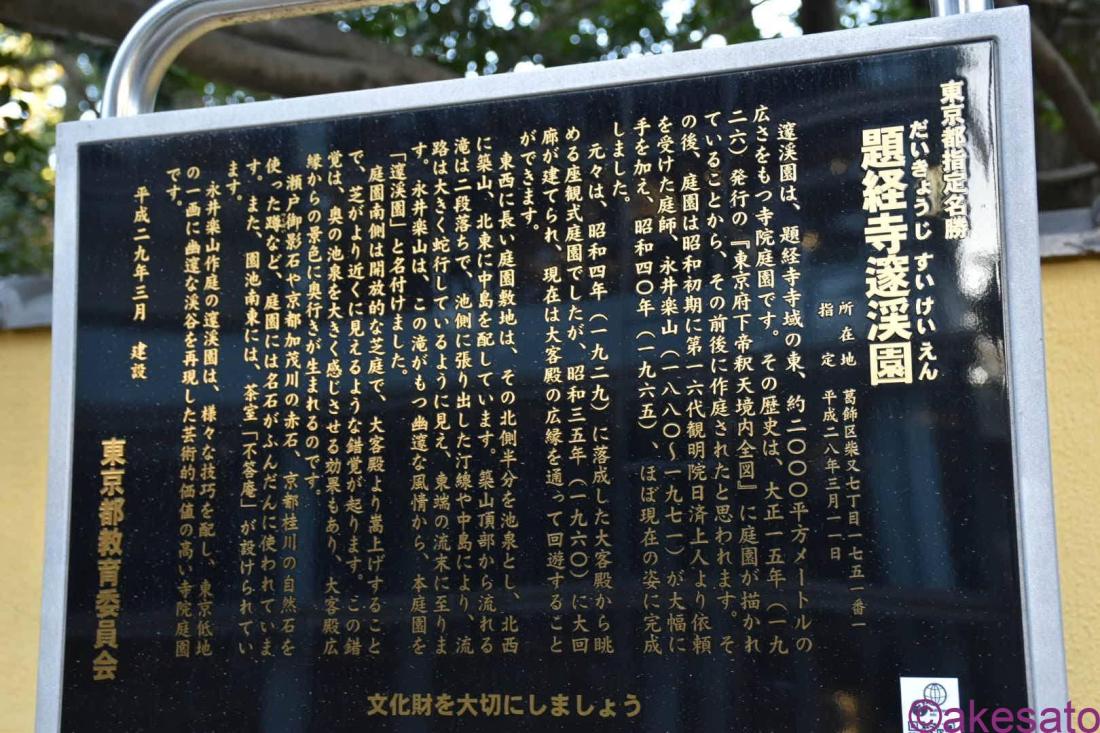 東京都指定名勝
だいきょうじ すいけいえん
題経寺邃渓園
所在地 葛飾区柴又七丁目一七五一番一
指定 平成二八年三月一一日
邃渓園は、題経寺寺域の東、約二〇〇〇平方メートルの
広さをもつ寺院庭園です。その歴史は、大正一五年（一九
二六）発行の『東京府下帝釈天境内全図』に庭園が描かれ
ていることから、その前後に作庭されたと思われます。そ
の後、庭園は昭和初期に第一六代観明院日済上人より依頼
を受けた庭師、永井楽山（一八八〇～一九七一）が大幅に
手を加え、昭和四〇年（一九六五）、ほぼ現在の姿に完成
しました。
元々は、昭和四年（一九二九）に落成した大客殿から眺
める座観式庭園でしたが、昭和三五年（一九六〇）に大回
廊が建てられ、現在は大客殿の広縁を通って回遊すること
ができます。
東西に長い庭園敷地は、その北側半分を池泉とし、北西
に築山、北東に中島を配しています。築山頂部から流れる
滝は二段落ちで、池側に張り出した汀線や中島により、流
路は大きく蛇行しているように見え、東端の流末に至りま
す。永井楽山は、この滝がもつ幽邃な風情から、本庭園を
「邃渓園」と名付けました。
庭園南側は開放的な芝庭で、大客殿より嵩上げすること
で、芝がより近くに見えるような錯覚が起ります。この錯
覚は、奥の池泉を大きく感じさせる効果もあり、大客殿広
縁からの景色に奥行きが生まれるのです。
瀬戸御影石や京都加茂川の赤石、京都桂川の自然石を
使った蹲など、庭園には名石がふんだんに使われていま
す。また、園池南東には、茶室「不答庵」が設けられてい
ます。
永井楽山作庭の邃渓園は、様々な技巧を配し、東京低地
の一画に幽邃な渓谷を再現した芸術的価値の高い寺院庭園
です。
平成二九年三月 建設
東京都教育委員会
文化財を大切にしましょう
©akesato